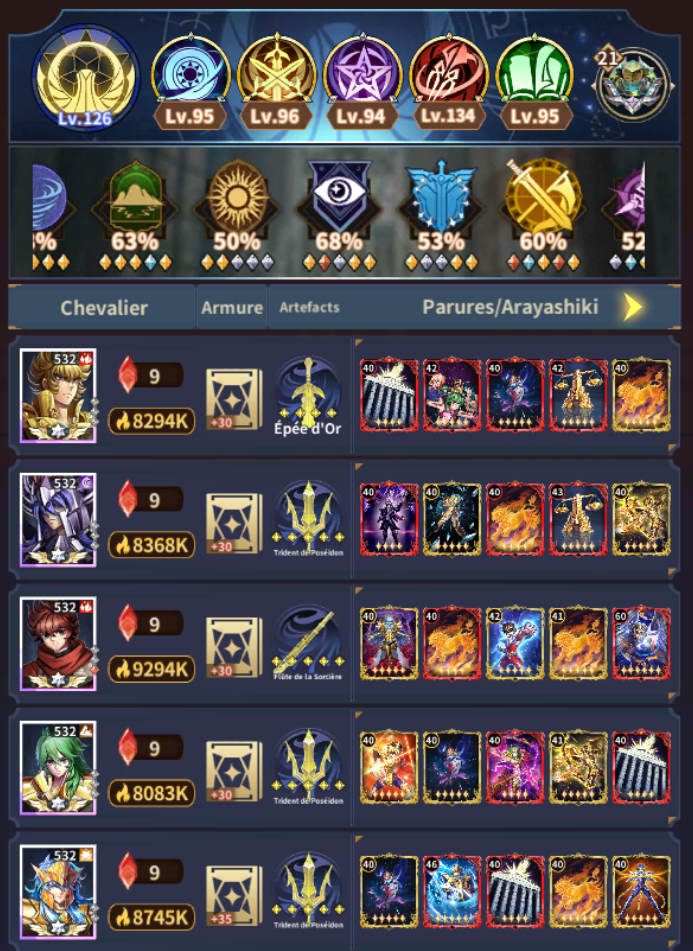 21
Lv.126 Lv.95 Lv.96 Lv.94 Lv.134 Lv.95
% 63% 50% 68% 53% 60% 52
Chevalier Armure Artefacts Parures/Arayashiki
532 9 8294K +30 Épée d'Or 40 42 40 42 40
532 9 8368K +30 Trident de Poséidon 40 40 40 43 40
532 9 9294K +30 Flûte de la Sorcière 40 40 42 41 60
532 9 8083K +30 Trident de Poséidon 40 40 40 41 40
532 9 8745K +35 Trident de Poséidon 40 46 40 40 40